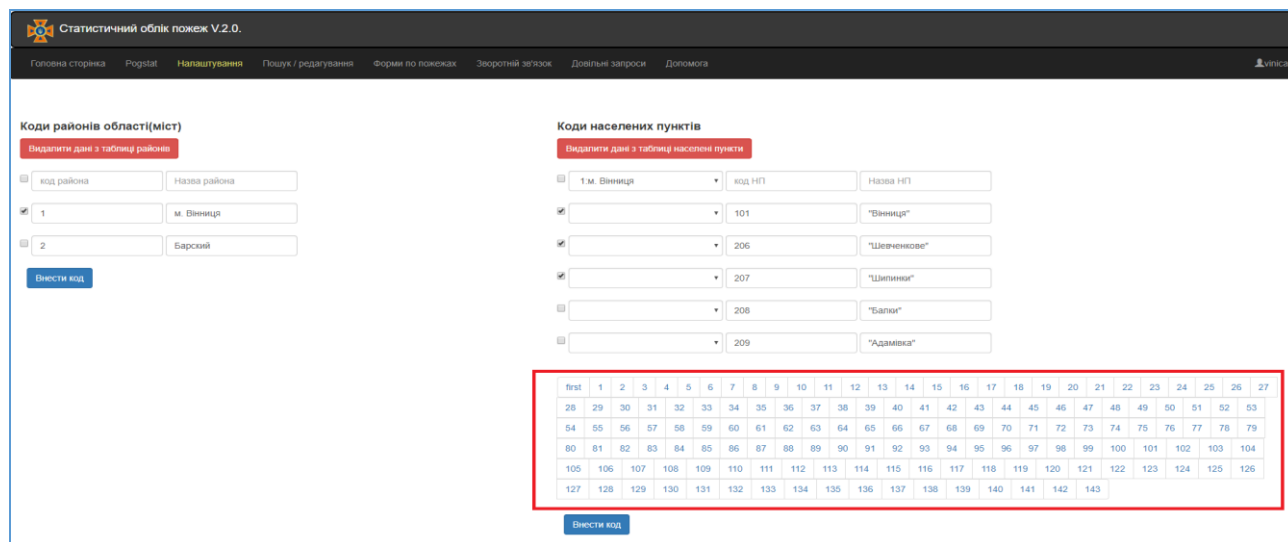 Статистичний облік пожеж V.2.0.
Головна сторінка Pogstat Налаштування Пошук / редагування Форми по пожежах Зворотній зв'язок Довільні запроси Допомога vinica
Коди районів області(міст)
Видалити дані з таблиці районів
код района Назва района
1 м. Вінниця
2 Барский
Внести код
Коди населених пунктів
Видалити дані з таблиці населені пункти
1:м. Вінниця код НП Назва НП
101 "Вінниця"
206 "Шевченкове"
207 "Шипинки"
208 "Балки"
209 "Адамівка"
first 1 2 3 4 5 6 7 8 9 10 11 12 13 14 15 16 17 18 19 20 21 22 23 24 25 26 27
28 29 30 31 32 33 34 35 36 37 38 39 40 41 42 43 44 45 46 47 48 49 50 51 52 53
54 55 56 57 58 59 60 61 62 63 64 65 66 67 68 69 70 71 72 73 74 75 76 77 78 79
80 81 82 83 84 85 86 87 88 89 90 91 92 93 94 95 96 97 98 99 100 101 102 103 104
105 106 107 108 109 110 111 112 113 114 115 116 117 118 119 120 121 122 123 124 125 126
127 128 129 130 131 132 133 134 135 136 137 138 139 140 141 142 143
Внести код